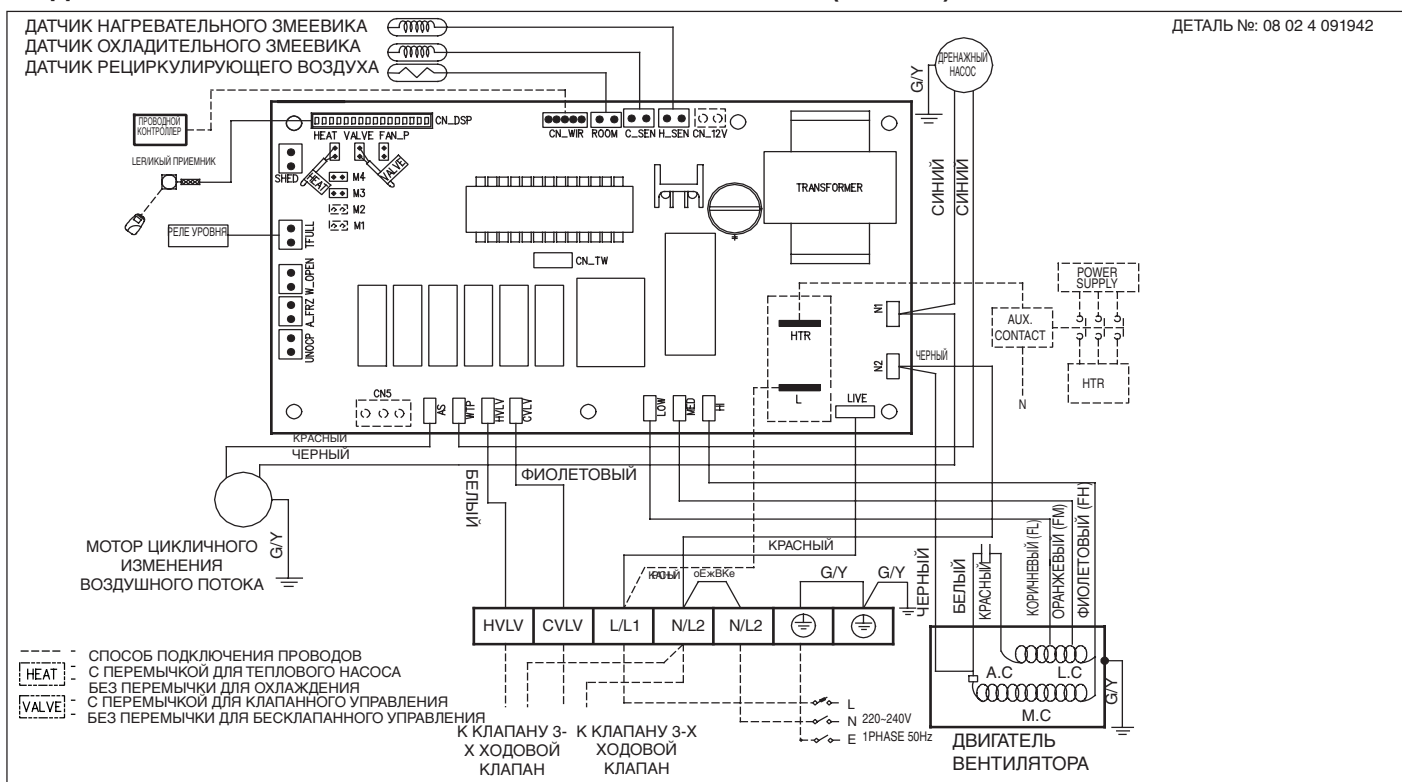 ДАТЧИК НАГРЕВАТЕЛЬНОГО ЗМЕЕВИКА
ДАТЧИК ОХЛАДИТЕЛЬНОГО ЗМЕЕВИКА
ДАТЧИК РЕЦИРКУЛИРУЮЩЕГО ВОЗДУХА
ДЕТАЛЬ №: 08 02 4 091942
ДРЕНАЖНЫЙ
НАСОС
G/Y
ПРОВОДНОЙ
КОНТРОЛЛЕР
CN_DSP
HEAT VALVE FAN_P
CN_WIR ROOM C_SEN H_SEN CN_12V
LER/ИКЫЙ ПРИЕМНИК
SHED
HEAT
VALVE
M4
M3
M2
M1
TRANSFORMER
СИНИЙ
СИНИЙ
РЕЛЕ УРОВНЯ
TFULL
W_OPEN
A_FRZ
UNOCP
CN_TW
POWER
SUPPLY
AUX.
CONTACT
HTR
N
HTR
L
N1
N2
ЧЕРНЫЙ
CN5
AS
WTP
HVLV
CVLV
LOW
MED
HI
LIVE
КРАСНЫЙ
ЧЕРНЫЙ
БЕЛЫЙ
ФИОЛЕТОВЫЙ
G/Y
МОТОР ЦИКЛИЧНОГО
ИЗМЕНЕНИЯ
ВОЗДУШНОГО ПОТОКА
КРАСНЫЙ
оЕжВКе
G/Y
G/Y
ЧЕРНЫЙ
БЕЛЫЙ
КРАСНЫЙ
КОРИЧНЕВЫЙ (FL)
ОРАНЖЕВЫЙ (FM)
ФИОЛЕТОВЫЙ (FH)
HVLV CVLV L/L1 N/L2 N/L2
A.C L.C
M.C
G/Y
СПОСОБ ПОДКЛЮЧЕНИЯ ПРОВОДОВ
HEAT - С ПЕРЕМЫЧКОЙ ДЛЯ ТЕПЛОВОГО НАСОСА
- БЕЗ ПЕРЕМЫЧКИ ДЛЯ ОХЛАЖДЕНИЯ
VALVE - С ПЕРЕМЫЧКОЙ ДЛЯ КЛАПАННОГО УПРАВЛЕНИЯ
- БЕЗ ПЕРЕМЫЧКИ ДЛЯ БЕСКЛАПАННОГО УПРАВЛЕНИЯ
К КЛАПАНУ 3-
Х ХОДОВОЙ
КЛАПАН
К КЛАПАНУ 3-Х
ХОДОВОЙ
КЛАПАН
L
N 220~240V
E 1PHASE 50Hz
ДВИГАТЕЛЬ
ВЕНТИЛЯТОРА